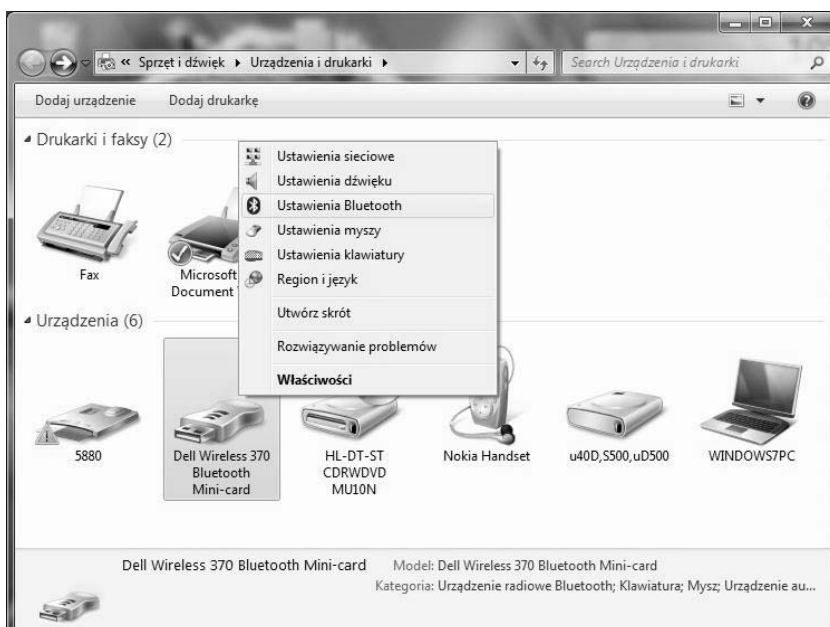 « Sprzęt i dźwięk ▸ Urządzenia i drukarki ▸
Search Urządzenia i drukarki
Dodaj urządzenie Dodaj drukarkę
Drukarki i faksy (2)
Ustawienia sieciowe
Ustawienia dźwięku
Ustawienia Bluetooth
Ustawienia myszy
Ustawienia klawiatury
Region i język
Utwórz skrót
Rozwiązywanie problemów
Właściwości
Fax
Microsoft
Document
Urządzenia (6)
5880
Dell Wireless 370
Bluetooth
Mini-card
HL-DT-ST
CDRWDVD
MU10N
Nokia Handset
u40D,S500,uD500
WINDOWS7PC
Dell Wireless 370 Bluetooth Mini-card Model: Dell Wireless 370 Bluetooth Mini-card
Kategoria: Urządzenie radiowe Bluetooth; Klawiatura; Mysz; Urządzenie au...